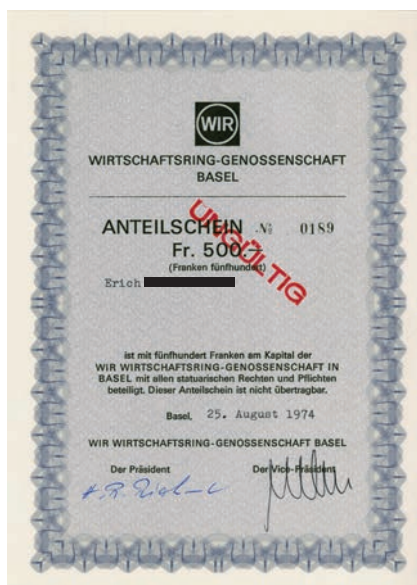 WIR
WIRTSCHAFTSRING-GENOSSENSCHAFT
BASEL
ANTEILSCHEIN № 0189
UNGÜLTIG
Fr. 500.—
(Franken fünfhundert)
Erich
ist mit fünfhundert Franken am Kapital der
WIR WIRTSCHAFTSRING-GENOSSENSCHAFT IN
BASEL mit allen statuarischen Rechten und Pflichten
beteiligt. Dieser Anteilschein ist nicht übertragbar.
Basel, 25. August 1974
WIR WIRTSCHAFTSRING-GENOSSENSCHAFT BASEL
Der Präsident Der Vice-Präsident